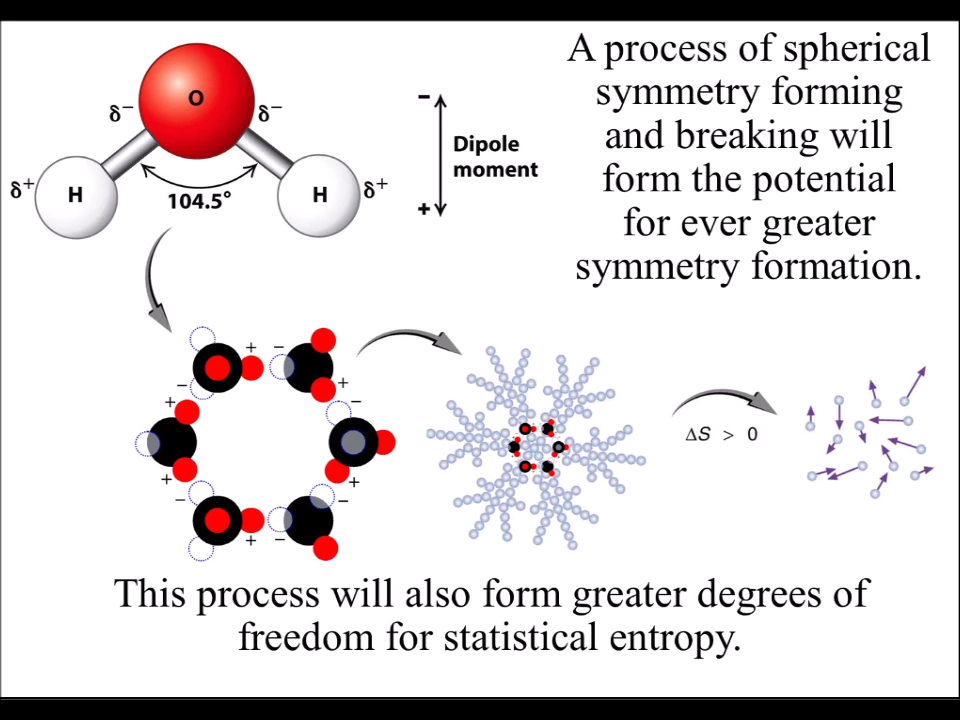 A process of spherical
symmetry forming
and breaking will
form the potential
for ever greater
symmetry formation.
O
δ− δ−
δ+ H H δ+
104.5°
−
Dipole
moment
+
+ −
− +
+ −
+ +
− −
+ −
ΔS > 0
This process will also form greater degrees of
freedom for statistical entropy.